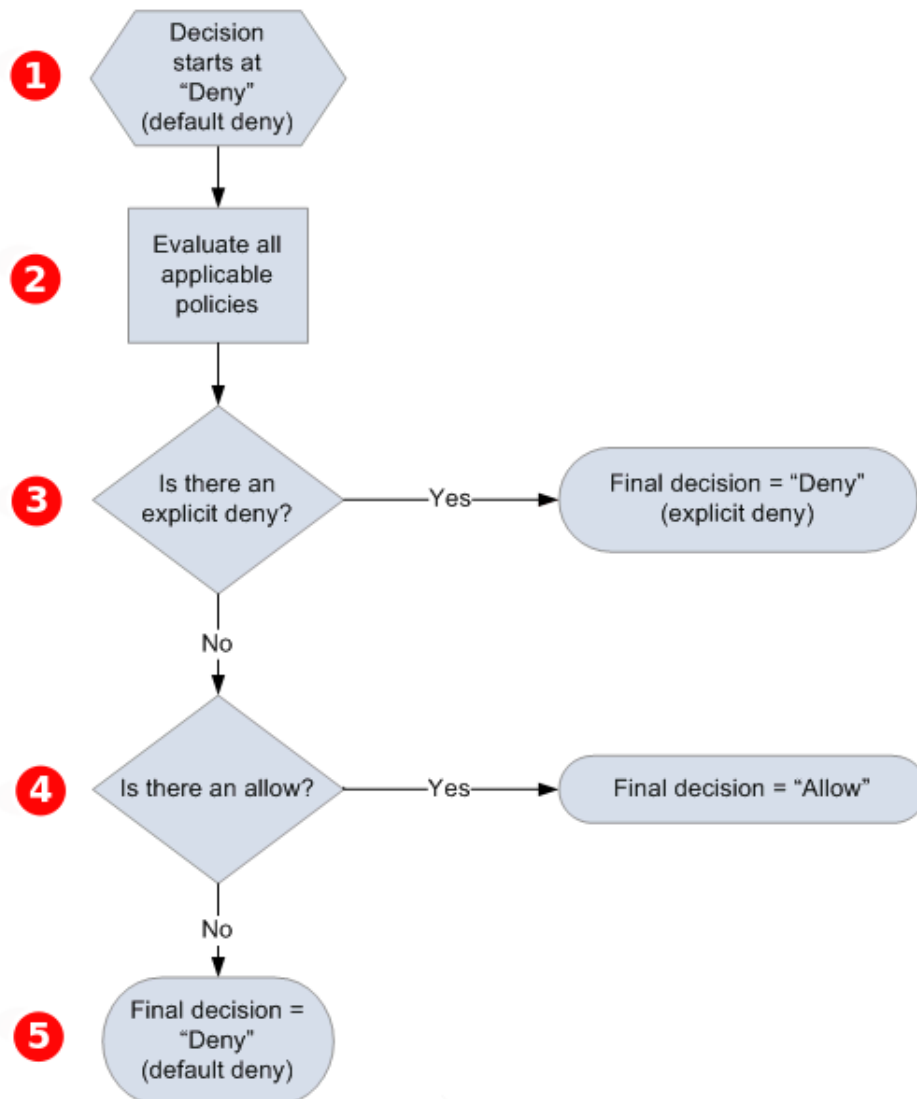 1
Decision
starts at
“Deny”
(default deny)
2
Evaluate all
applicable
policies
3
Is there an
explicit deny?
Yes
Final decision = “Deny”
(explicit deny)
No
4
Is there an allow?
Yes
Final decision = “Allow”
No
5
Final decision =
“Deny”
(default deny)